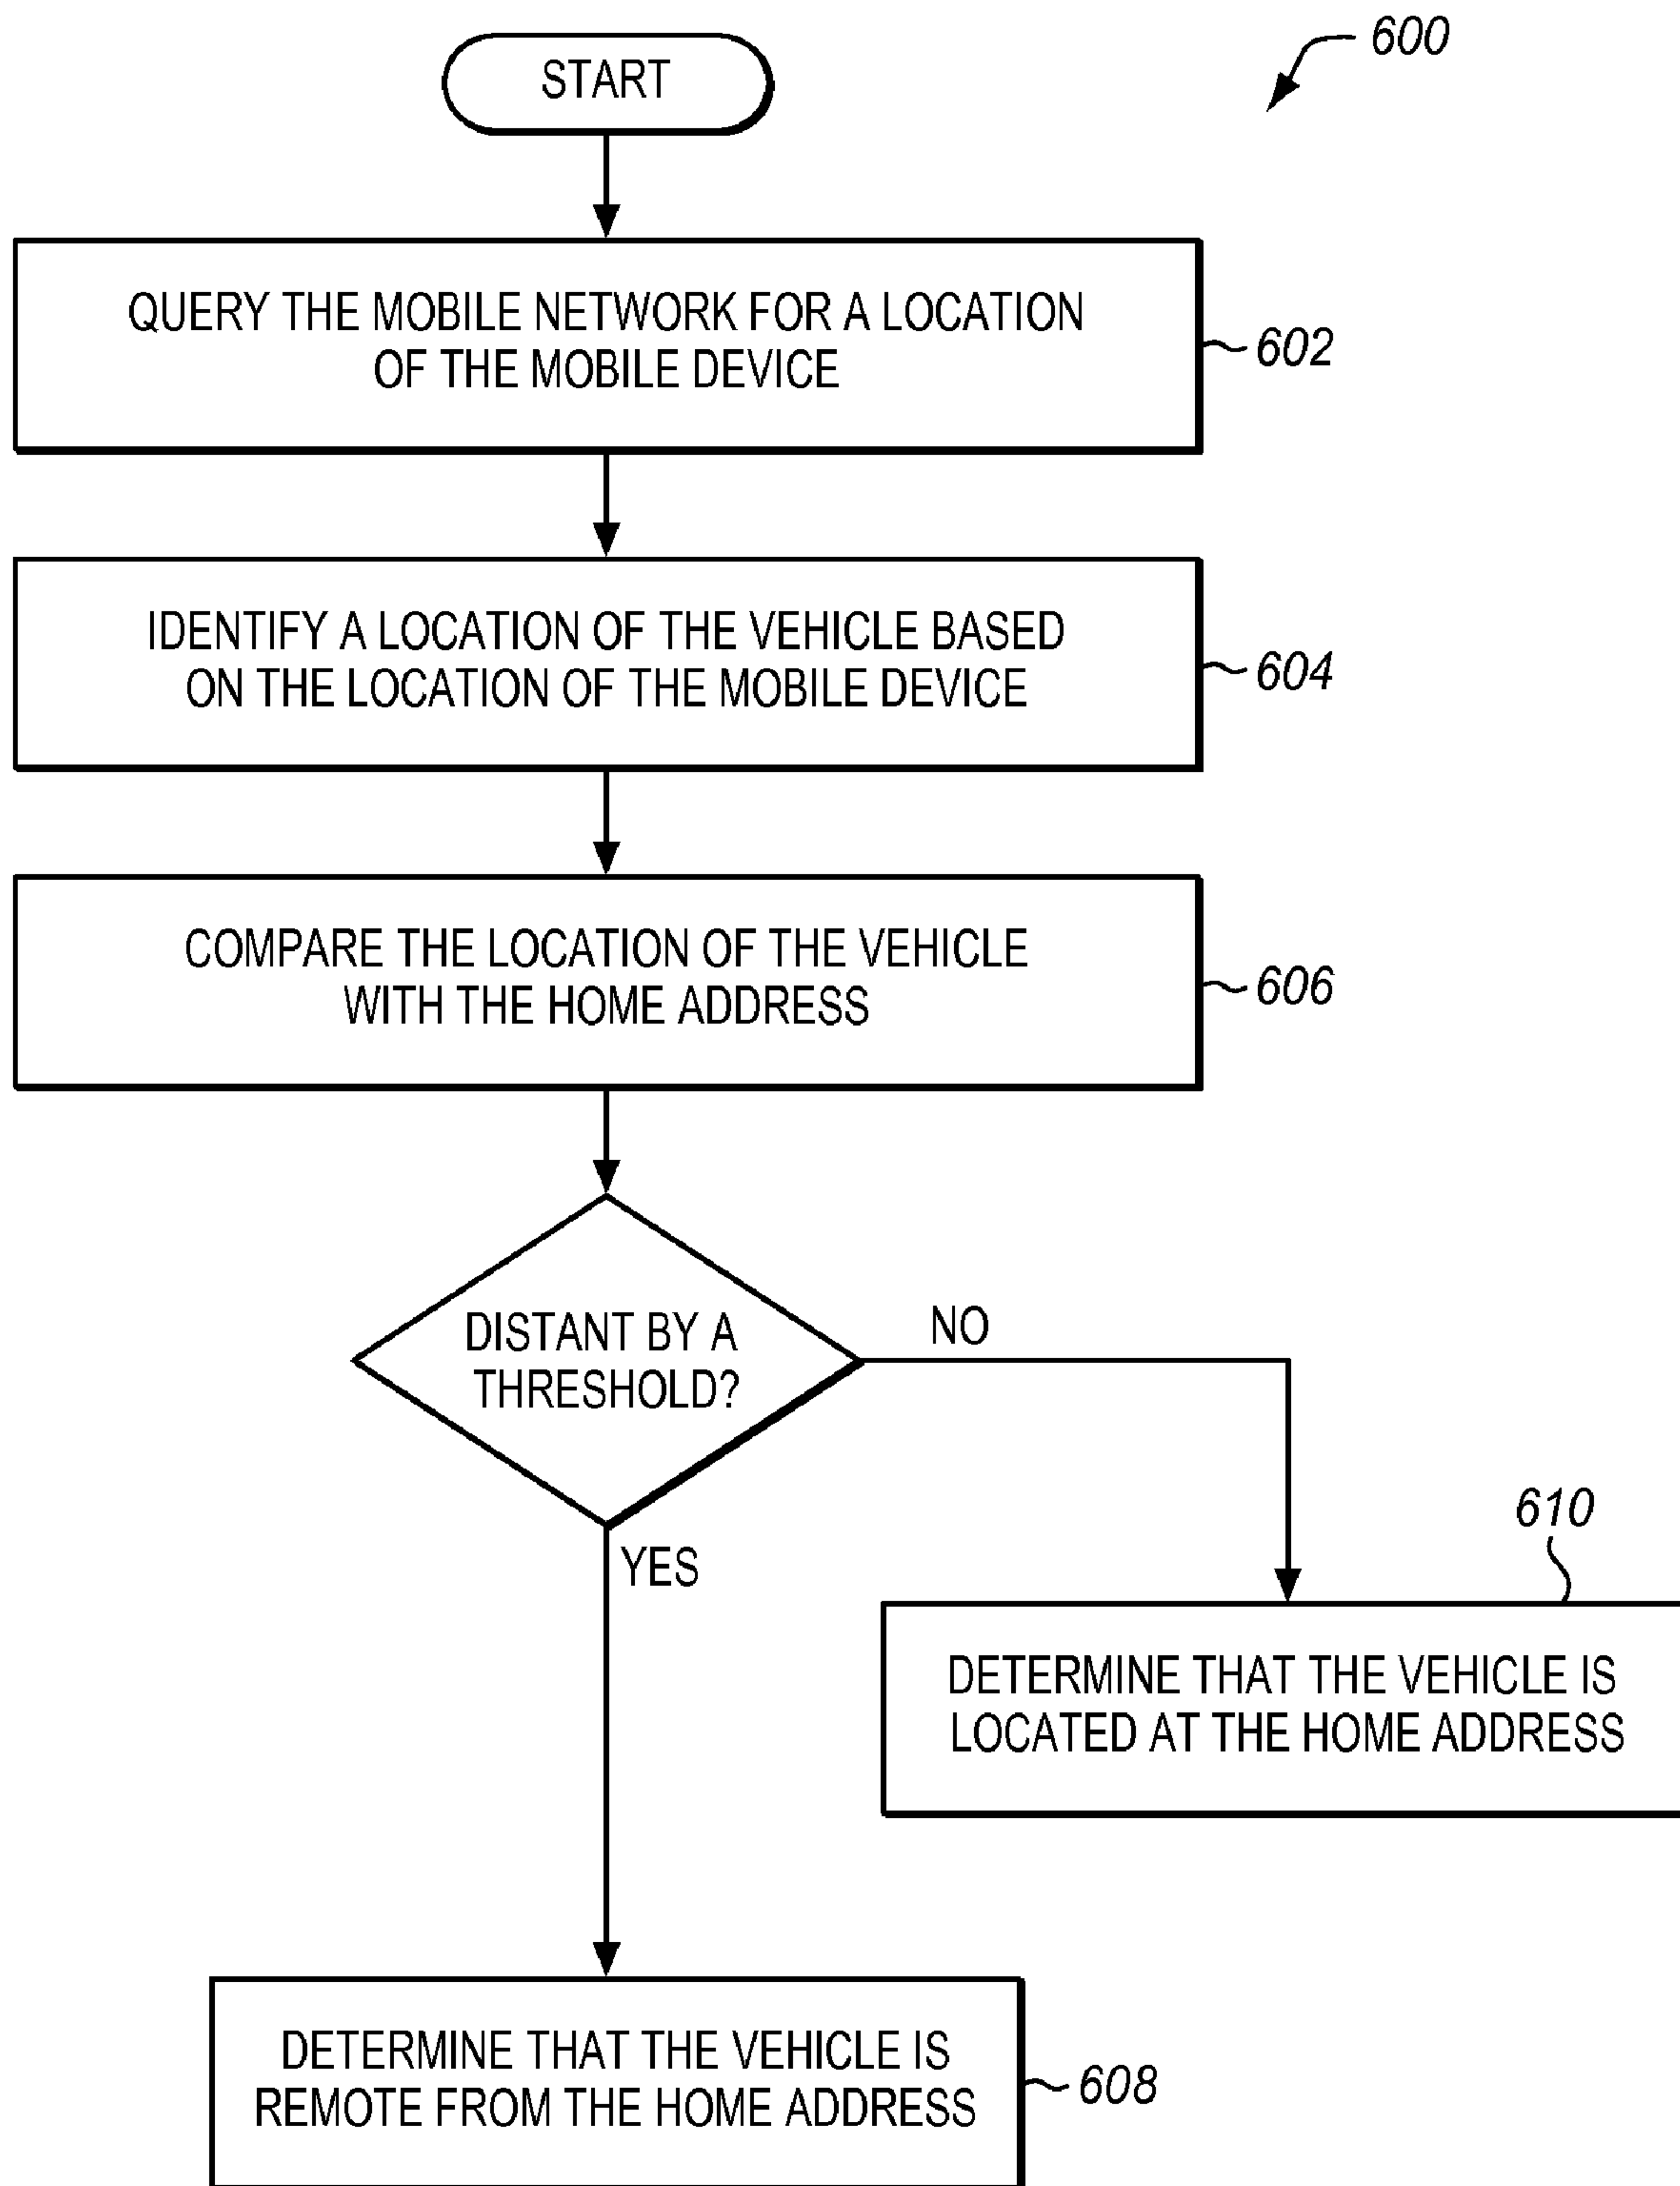 600
START
QUERY THE MOBILE NETWORK FOR A LOCATION
OF THE MOBILE DEVICE
602
IDENTIFY A LOCATION OF THE VEHICLE BASED
ON THE LOCATION OF THE MOBILE DEVICE
604
COMPARE THE LOCATION OF THE VEHICLE
WITH THE HOME ADDRESS
606
DISTANT BY A
THRESHOLD?
NO
YES
610
DETERMINE THAT THE VEHICLE IS
LOCATED AT THE HOME ADDRESS
DETERMINE THAT THE VEHICLE IS
REMOTE FROM THE HOME ADDRESS
608